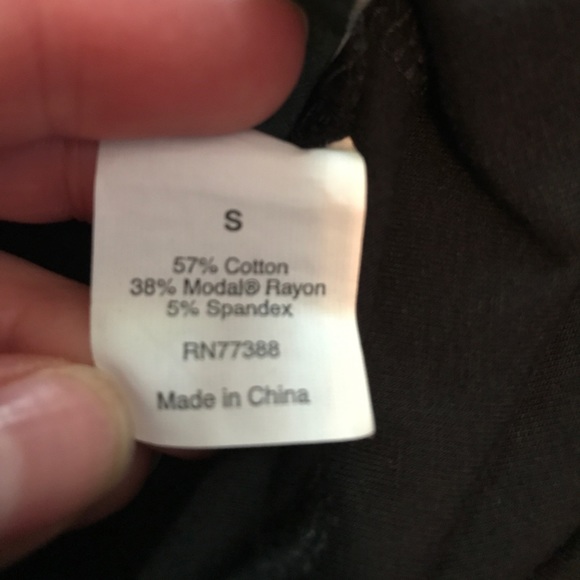 S
57% Cotton
38% Modal® Rayon
5% Spandex
RN77388
Made in China